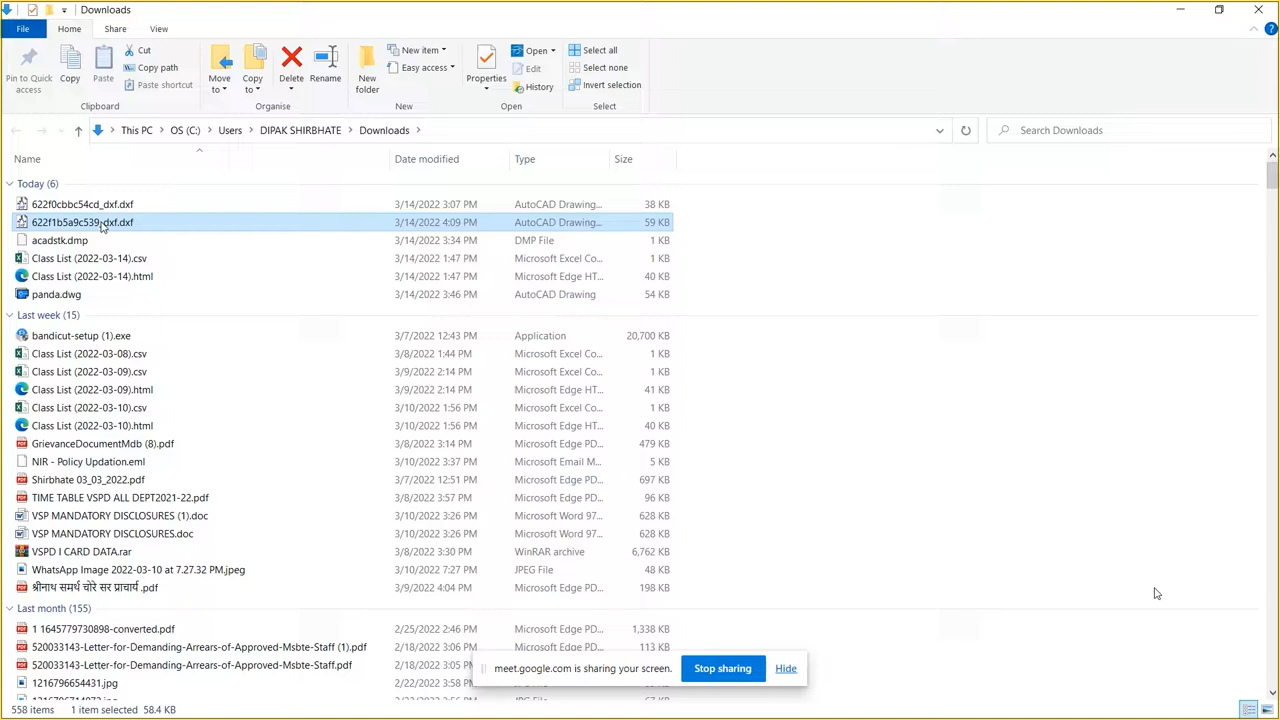 Downloads
File Home Share View
Pin to Quick access
Copy
Paste
Cut
Copy path
Paste shortcut
Clipboard
Move to
Copy to
Delete
Rename
Organise
New folder
New item
Easy access
New
Properties
Open
Edit
History
Open
Select all
Select none
Invert selection
Select
This PC OS (C:) Users DIPAK SHIRBHATE Downloads
Search Downloads
Name Date modified Type Size
Today (6)
622f0cbbc54cd_dxf.dxf 3/14/2022 3:07 PM AutoCAD Drawing... 38 KB
622f1b5a9c539_dxf.dxf 3/14/2022 4:09 PM AutoCAD Drawing... 59 KB
acadstk.dmp 3/14/2022 3:34 PM DMP File 1 KB
Class List (2022-03-14).csv 3/14/2022 1:47 PM Microsoft Excel Co... 1 KB
Class List (2022-03-14).html 3/14/2022 1:47 PM Microsoft Edge HT... 40 KB
panda.dwg 3/14/2022 3:46 PM AutoCAD Drawing 54 KB
Last week (15)
bandicut-setup (1).exe 3/7/2022 12:43 PM Application 20,700 KB
Class List (2022-03-08).csv 3/8/2022 1:44 PM Microsoft Excel Co... 1 KB
Class List (2022-03-09).csv 3/9/2022 2:14 PM Microsoft Excel Co... 1 KB
Class List (2022-03-09).html 3/9/2022 2:14 PM Microsoft Edge HT... 41 KB
Class List (2022-03-10).csv 3/10/2022 1:56 PM Microsoft Excel Co... 1 KB
Class List (2022-03-10).html 3/10/2022 1:56 PM Microsoft Edge HT... 40 KB
GrievanceDocumentMdb (8).pdf 3/8/2022 3:14 PM Microsoft Edge PD... 479 KB
NIR - Policy Updation.eml 3/10/2022 3:37 PM Microsoft Email M... 5 KB
Shirbhate 03_03_2022.pdf 3/7/2022 12:51 PM Microsoft Edge PD... 697 KB
TIME TABLE VSPD ALL DEPT2021-22.pdf 3/8/2022 3:57 PM Microsoft Edge PD... 96 KB
VSP MANDATORY DISCLOSURES (1).doc 3/10/2022 3:26 PM Microsoft Word 97... 628 KB
VSP MANDATORY DISCLOSURES.doc 3/10/2022 3:26 PM Microsoft Word 97... 628 KB
VSPD I CARD DATA.rar 3/8/2022 3:30 PM WinRAR archive 6,762 KB
WhatsApp Image 2022-03-10 at 7.27.32 PM.jpeg 3/10/2022 7:27 PM JPEG File 48 KB
श्रीनाथ समर्थ चोरे सर प्राचार्य .pdf 3/9/2022 4:04 PM Microsoft Edge PD... 198 KB
Last month (155)
1 1645779730898-converted.pdf 2/25/2022 2:46 PM Microsoft Edge PD... 1,338 KB
520033143-Letter-for-Demanding-Arrears-of-Approved-Msbte-Staff (1).pdf 2/18/2022 3:06 PM Microsoft Edge PD... 113 KB
520033143-Letter-for-Demanding-Arrears-of-Approved-Msbte-Staff.pdf 2/18/2022 3:05
meet.google.com is sharing your screen. Stop sharing Hide
1216796654431.jpg 2/22/2022 3:58
558 items 1 item selected 58.4 KB